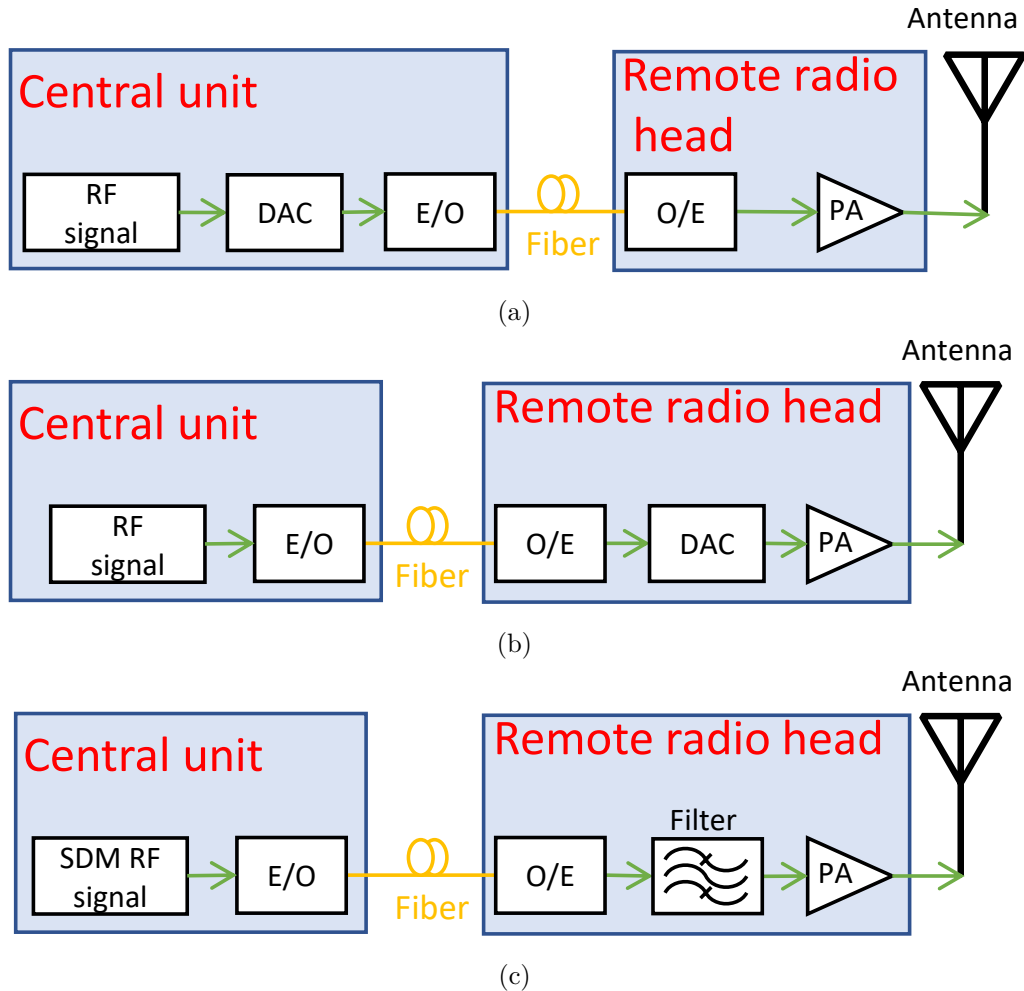 Antenna
Central unit
Remote radio
head
RF
signal
DAC
E/O
Fiber
O/E
PA
(a)
Antenna
Central unit
Remote radio head
RF
signal
E/O
Fiber
O/E
DAC
PA
(b)
Antenna
Central unit
Remote radio head
SDM RF
signal
E/O
Fiber
O/E
Filter
PA
(c)